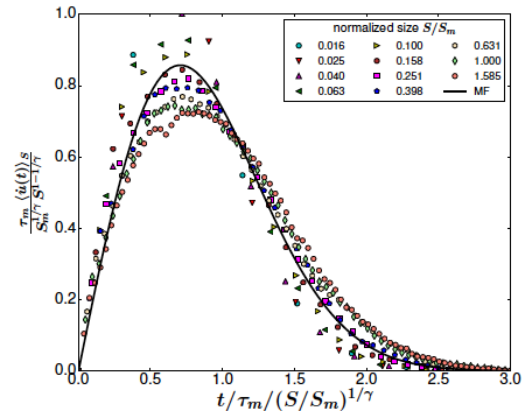 normalized size S/S_m
0.016 0.100 0.631
0.025 0.158 1.000
0.040 0.251 1.585
0.063 0.398 MF
1.0
0.8
0.6
0.4
0.2
0.0
τ_m/S_m^{1/γ} ⟨u̇(t)⟩_S/S^{1−1/γ}
0.0 0.5 1.0 1.5 2.0 2.5 3.0
t/τ_m/(S/S_m)^{1/γ}